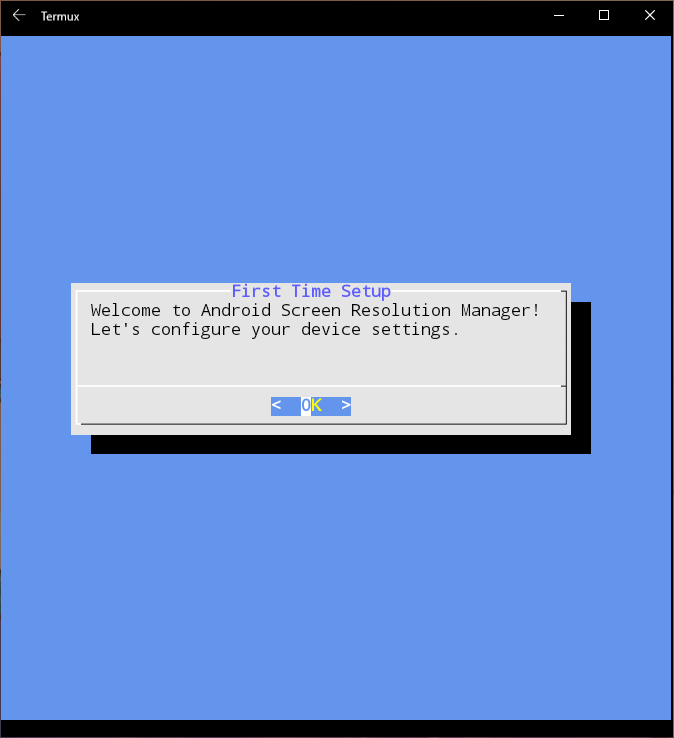 Termux
First Time Setup
Welcome to Android Screen Resolution Manager!
Let's configure your device settings.
<  OK  >